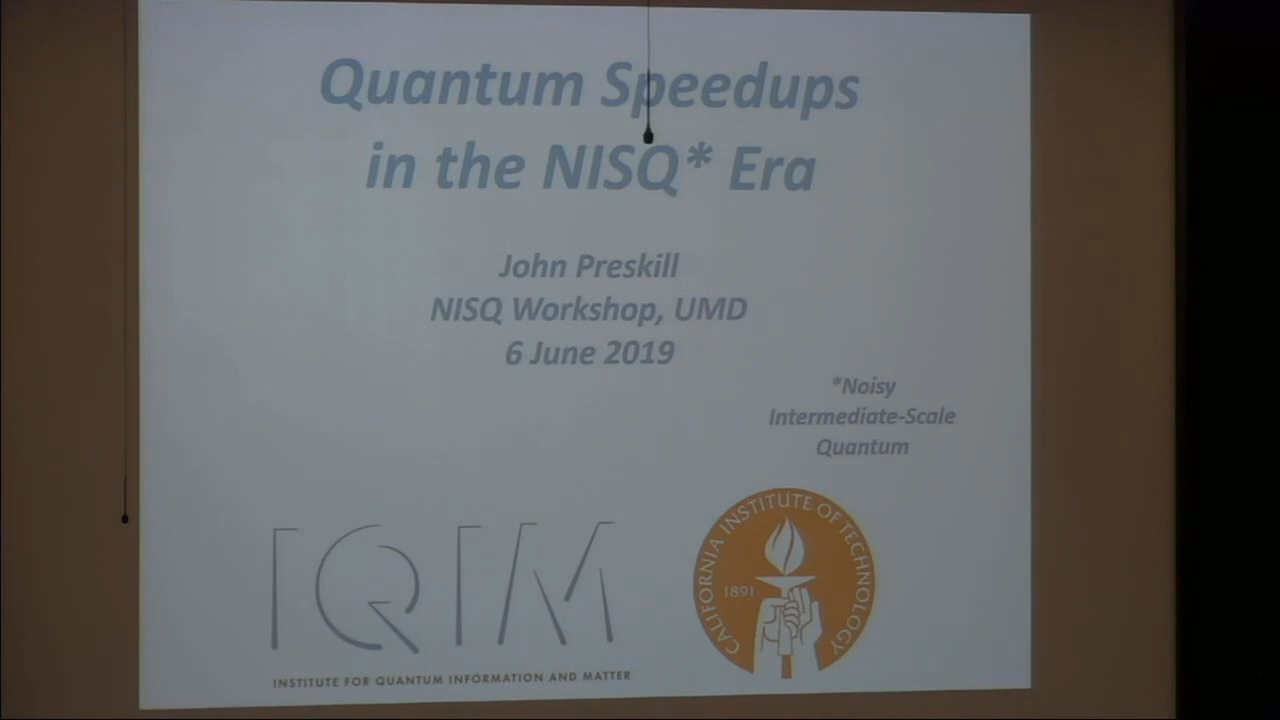 Quantum Speedups
in the NISQ* Era
John Preskill
NISQ Workshop, UMD
6 June 2019
*Noisy
Intermediate-Scale
Quantum
IQIM
INSTITUTE FOR QUANTUM INFORMATION AND MATTER
CALIFORNIA INSTITUTE OF TECHNOLOGY
1891